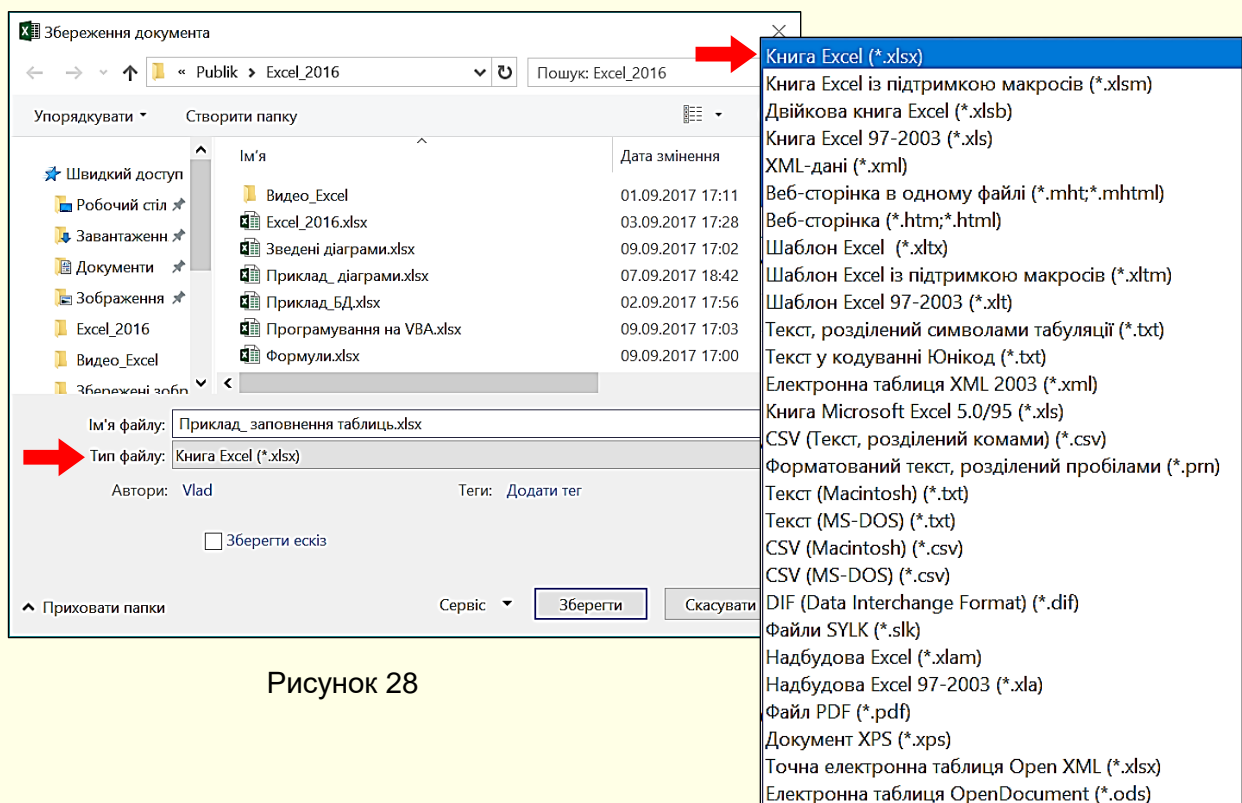 Збереження документа
« Publik > Excel_2016
Пошук: Excel_2016
Упорядкувати
Створити папку
Ім'я
Дата змінення
Швидкий доступ
Робочий стіл
Завантаженн
Документи
Зображення
Excel_2016
Видео_Excel
Збережені зобр
Видео_Excel 01.09.2017 17:11
Excel_2016.xlsx 03.09.2017 17:28
Зведені діаграми.xlsx 09.09.2017 17:02
Приклад_ діаграми.xlsx 07.09.2017 18:42
Приклад_БД.xlsx 02.09.2017 17:56
Програмування на VBA.xlsx 09.09.2017 17:03
Формули.xlsx 09.09.2017 17:00
Ім'я файлу: Приклад_ заповнення таблиць.xlsx
Тип файлу: Книга Excel (*.xlsx)
Автори: Vlad
Теги: Додати тег
Зберегти ескіз
Приховати папки
Сервіс
Зберегти
Скасувати
Рисунок 28
Книга Excel (*.xlsx)
Книга Excel із підтримкою макросів (*.xlsm)
Двійкова книга Excel (*.xlsb)
Книга Excel 97-2003 (*.xls)
XML-дані (*.xml)
Веб-сторінка в одному файлі (*.mht;*.mhtml)
Веб-сторінка (*.htm;*.html)
Шаблон Excel (*.xltx)
Шаблон Excel із підтримкою макросів (*.xltm)
Шаблон Excel 97-2003 (*.xlt)
Текст, розділений символами табуляції (*.txt)
Текст у кодуванні Юнікод (*.txt)
Електронна таблиця XML 2003 (*.xml)
Книга Microsoft Excel 5.0/95 (*.xls)
CSV (Текст, розділений комами) (*.csv)
Форматований текст, розділений пробілами (*.prn)
Текст (Macintosh) (*.txt)
Текст (MS-DOS) (*.txt)
CSV (Macintosh) (*.csv)
CSV (MS-DOS) (*.csv)
DIF (Data Interchange Format) (*.dif)
Файли SYLK (*.slk)
Надбудова Excel (*.xlam)
Надбудова Excel 97-2003 (*.xla)
Файл PDF (*.pdf)
Документ XPS (*.xps)
Точна електронна таблиця Open XML (*.xlsx)
Електронна таблиця OpenDocument (*.ods)